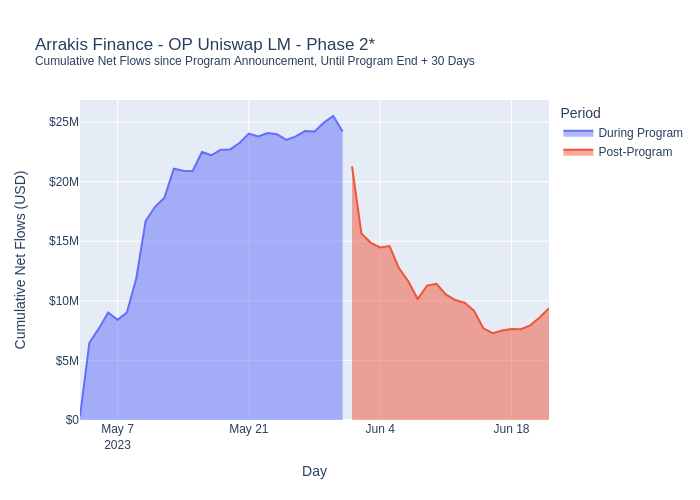 Arrakis Finance - OP Uniswap LM - Phase 2*
Cumulative Net Flows since Program Announcement, Until Program End + 30 Days
Period
During Program
Post-Program
Cumulative Net Flows (USD)
$25M
$20M
$15M
$10M
$5M
$0
May 7
2023
May 21
Jun 4
Jun 18
Day